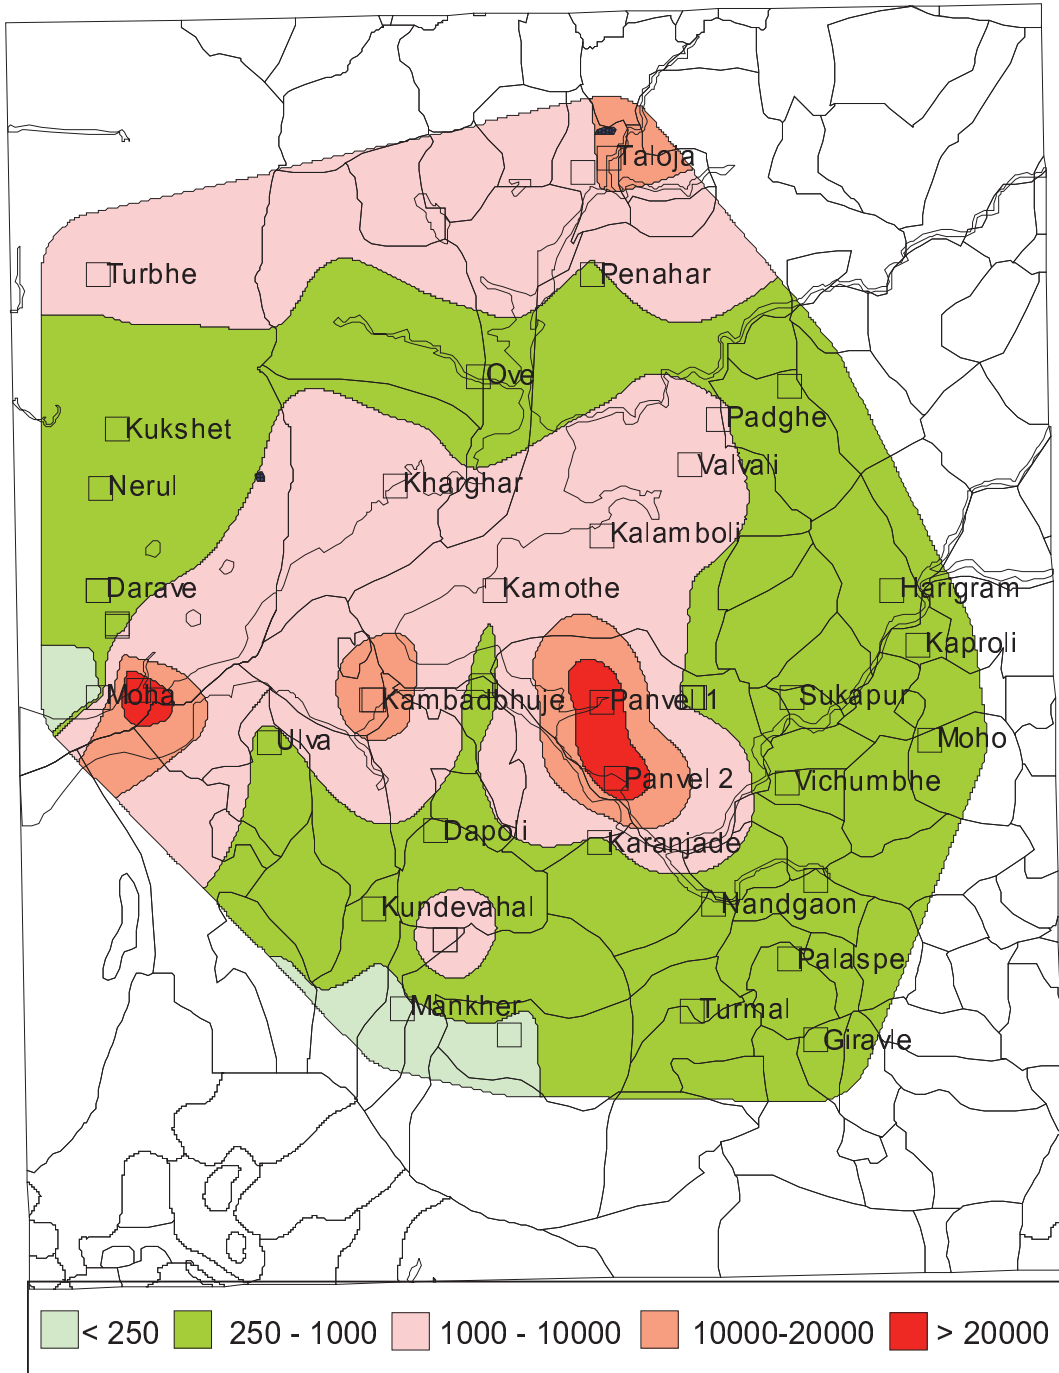 Taloja
Turbhe
Penahar
Ove
Padghe
Kukshet
Valvali
Nerul
Kharghar
Kalamboli
Darave
Kamothe
Harigram
Kaproli
Moha
Kambadbhuje
Panvel 1
Sukapur
Ulva
Moho
Panvel 2
Vichumbhe
Dapoli
Karanjade
Kundevahal
Nandgaon
Palaspe
Mankher
Turmal
Giravle
< 250 250 - 1000 1000 - 10000 10000-20000 > 20000